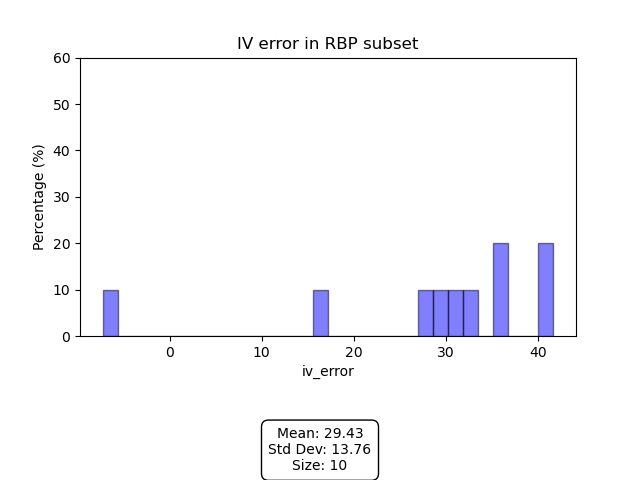 IV error in RBP subset
60
50
40
30
20
10
0
Percentage (%)
0 10 20 30 40
iv_error
Mean: 29.43
Std Dev: 13.76
Size: 10